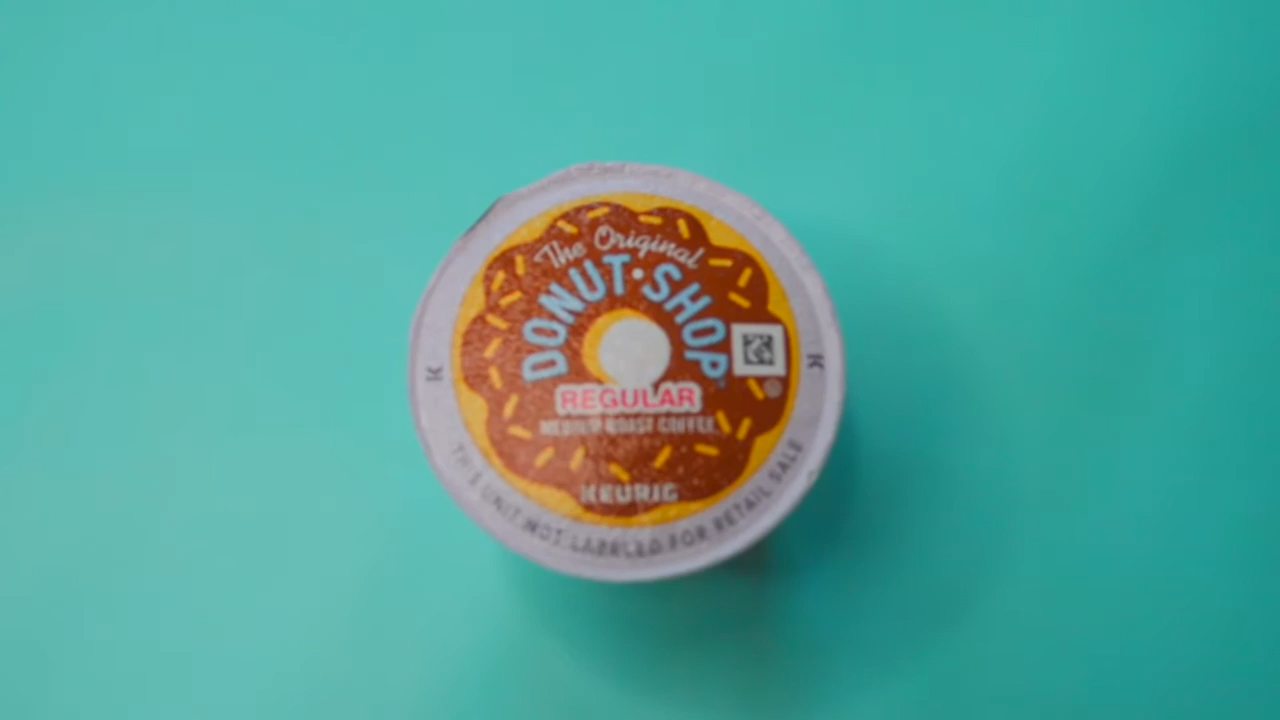 The Original
DONUT·SHOP
REGULAR
MEDIUM ROAST COFFEE
KEURIG
K
K
THIS UNIT NOT LABELED FOR RETAIL SALE